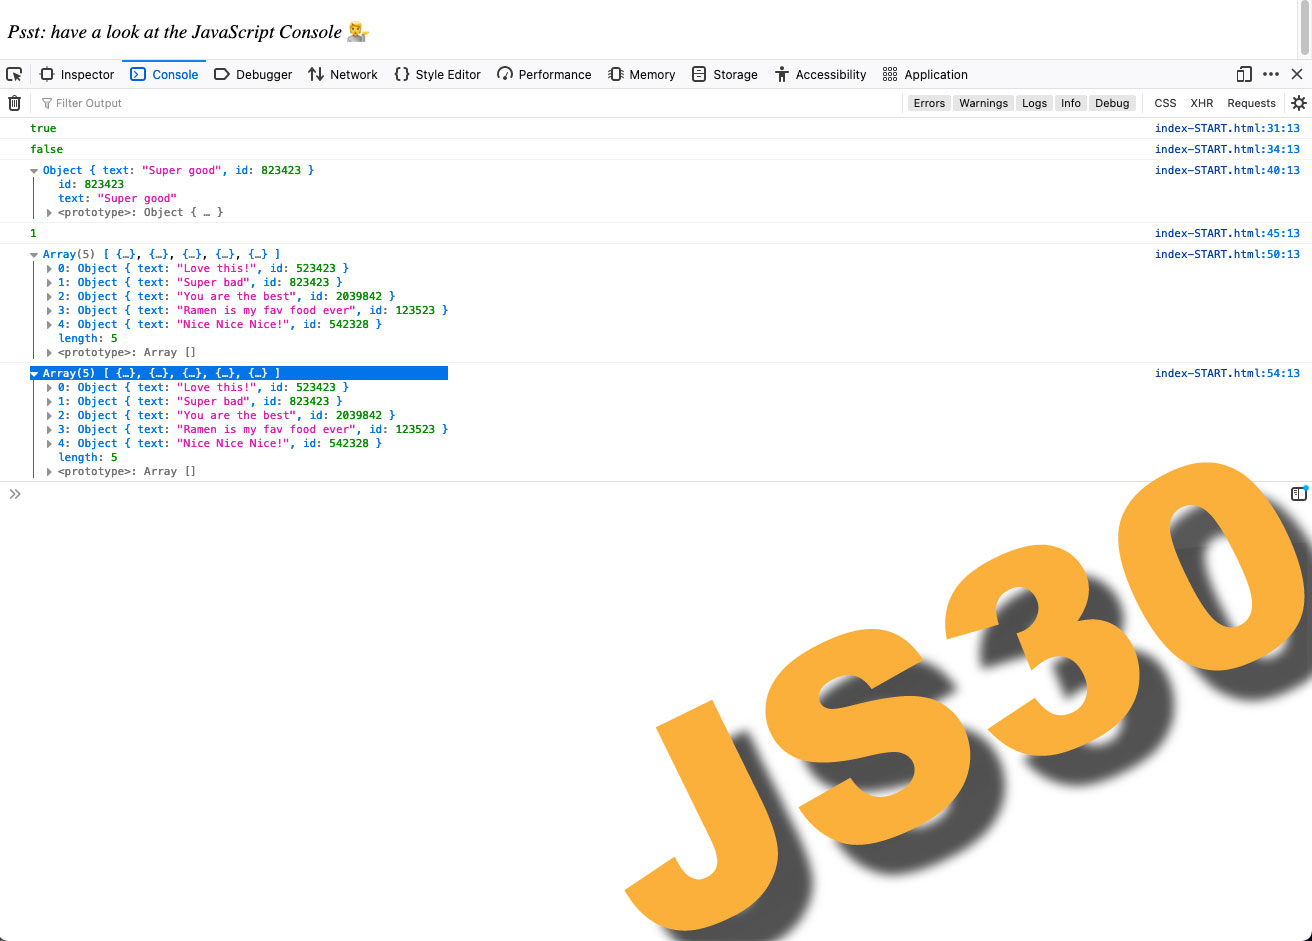 Psst: have a look at the JavaScript Console 💁
Inspector Console Debugger Network Style Editor Performance Memory Storage Accessibility Application
Filter Output Errors Warnings Logs Info Debug CSS XHR Requests
true index-START.html:31:13
false index-START.html:34:13
Object { text: "Super good", id: 823423 } index-START.html:40:13
id: 823423
text: "Super good"
<prototype>: Object { … }
1 index-START.html:45:13
Array(5) [ {…}, {…}, {…}, {…}, {…} ] index-START.html:50:13
0: Object { text: "Love this!", id: 523423 }
1: Object { text: "Super bad", id: 823423 }
2: Object { text: "You are the best", id: 2039842 }
3: Object { text: "Ramen is my fav food ever", id: 123523 }
4: Object { text: "Nice Nice Nice!", id: 542328 }
length: 5
<prototype>: Array []
Array(5) [ {…}, {…}, {…}, {…}, {…} ] index-START.html:54:13
0: Object { text: "Love this!", id: 523423 }
1: Object { text: "Super bad", id: 823423 }
2: Object { text: "You are the best", id: 2039842 }
3: Object { text: "Ramen is my fav food ever", id: 123523 }
4: Object { text: "Nice Nice Nice!", id: 542328 }
length: 5
<prototype>: Array []
JS30